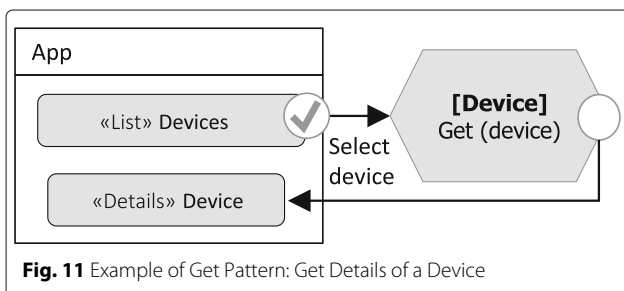 App
«List» Devices
Select
device
[Device]
Get (device)
«Details» Device
Fig. 11 Example of Get Pattern: Get Details of a Device